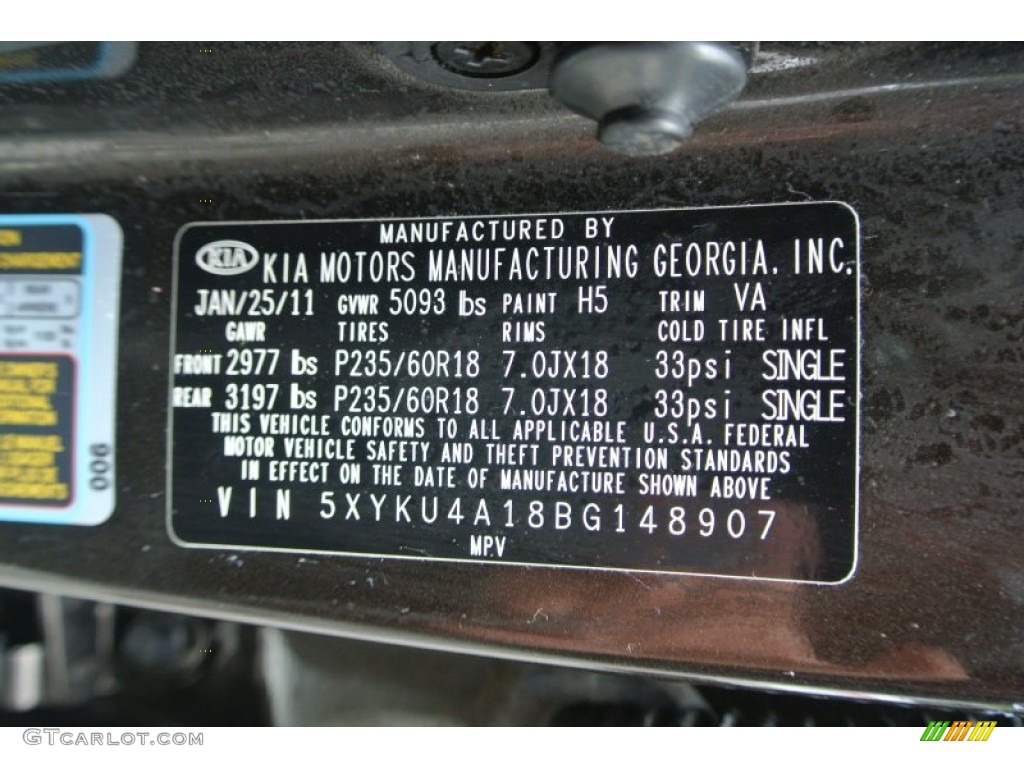 MANUFACTURED BY
KIA KIA MOTORS MANUFACTURING GEORGIA, INC.
JAN/25/11 GVWR 5093 lbs PAINT H5 TRIM VA
GAWR TIRES RIMS COLD TIRE INFL
FRONT 2977 lbs P235/60R18 7.0JX18 33psi SINGLE
REAR 3197 lbs P235/60R18 7.0JX18 33psi SINGLE
THIS VEHICLE CONFORMS TO ALL APPLICABLE U.S.A. FEDERAL
MOTOR VEHICLE SAFETY AND THEFT PREVENTION STANDARDS
IN EFFECT ON THE DATE OF MANUFACTURE SHOWN ABOVE
VIN 5XYKU4A18BG148907
MPV
006
GTCarLot.com